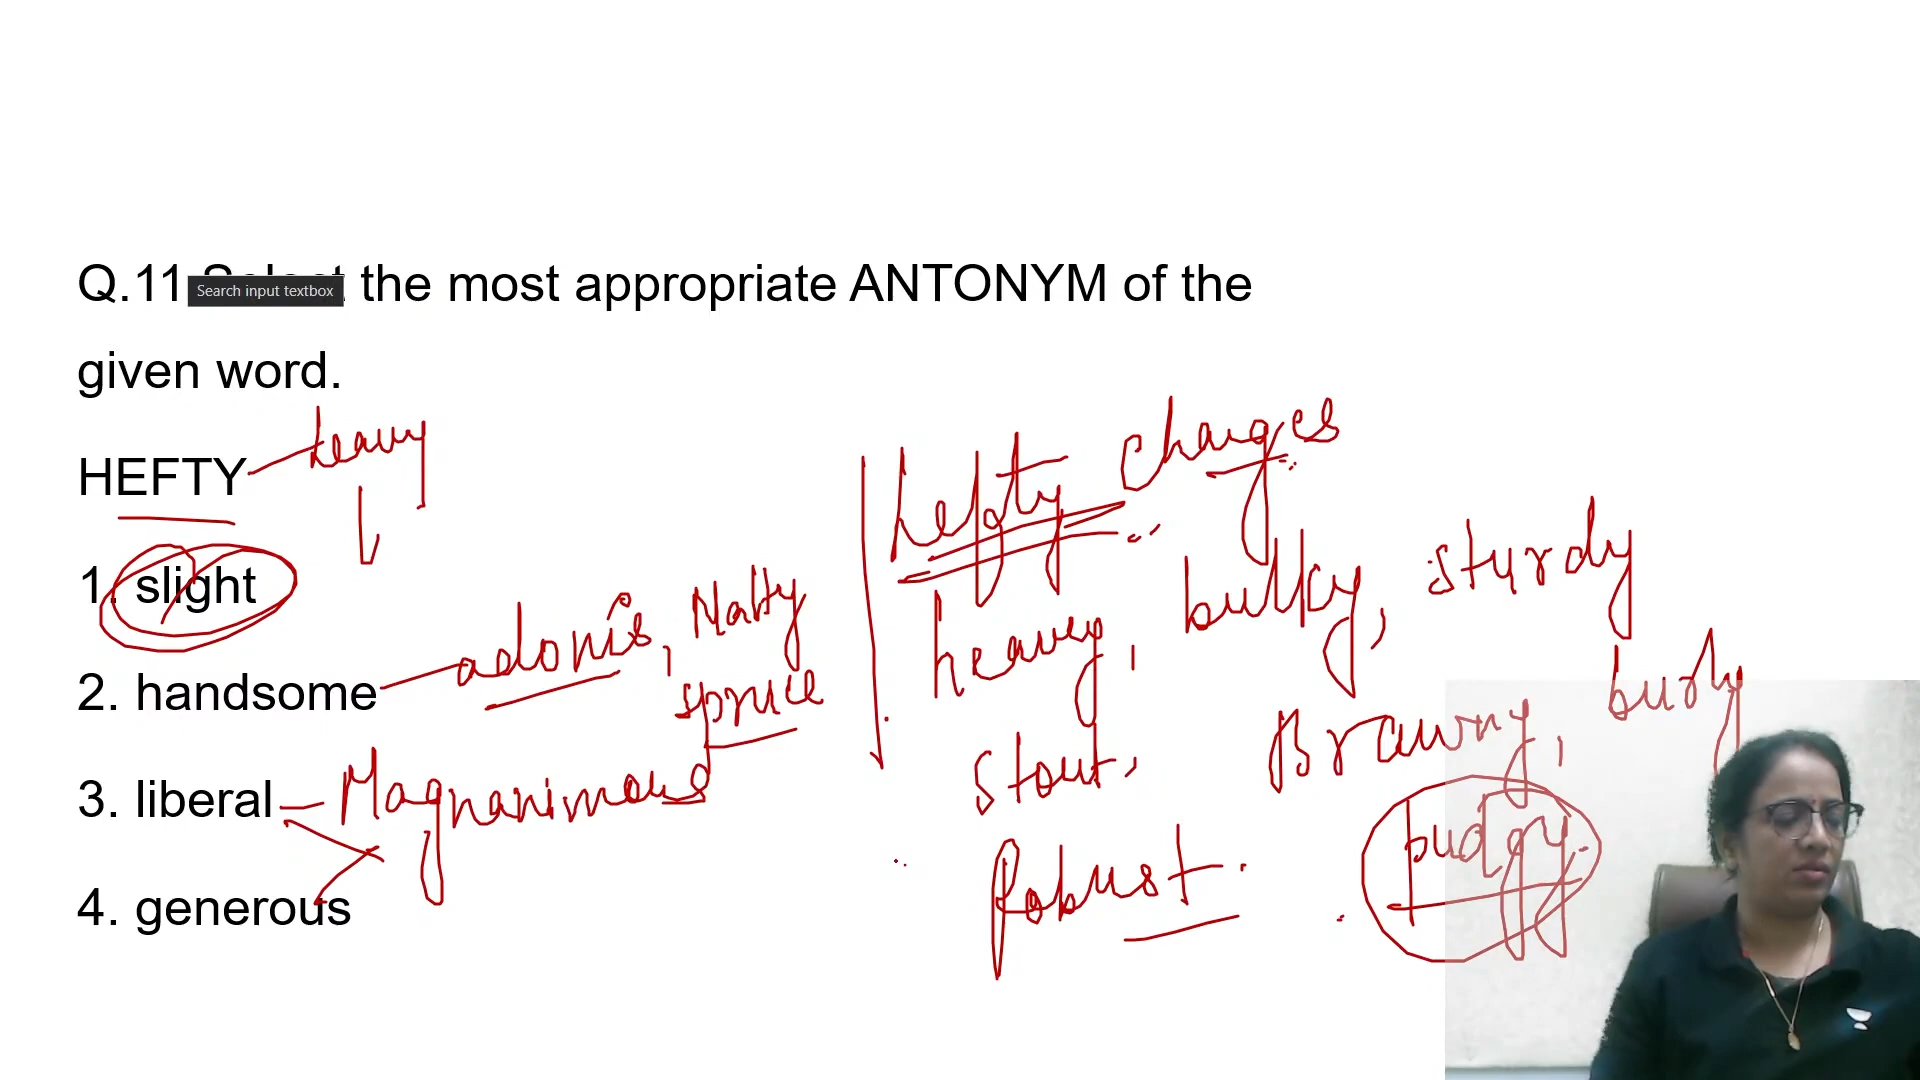 Q.11 Select the most appropriate ANTONYM of the
Search input textbox
given word.
HEFTY heavy
1. slight
2. handsome adonis, Natty
spruce
3. liberal Magnanimous
4. generous
hefty charges
heavy, bulky, sturdy
stout, Brawny, burly
Robust. pudgy.